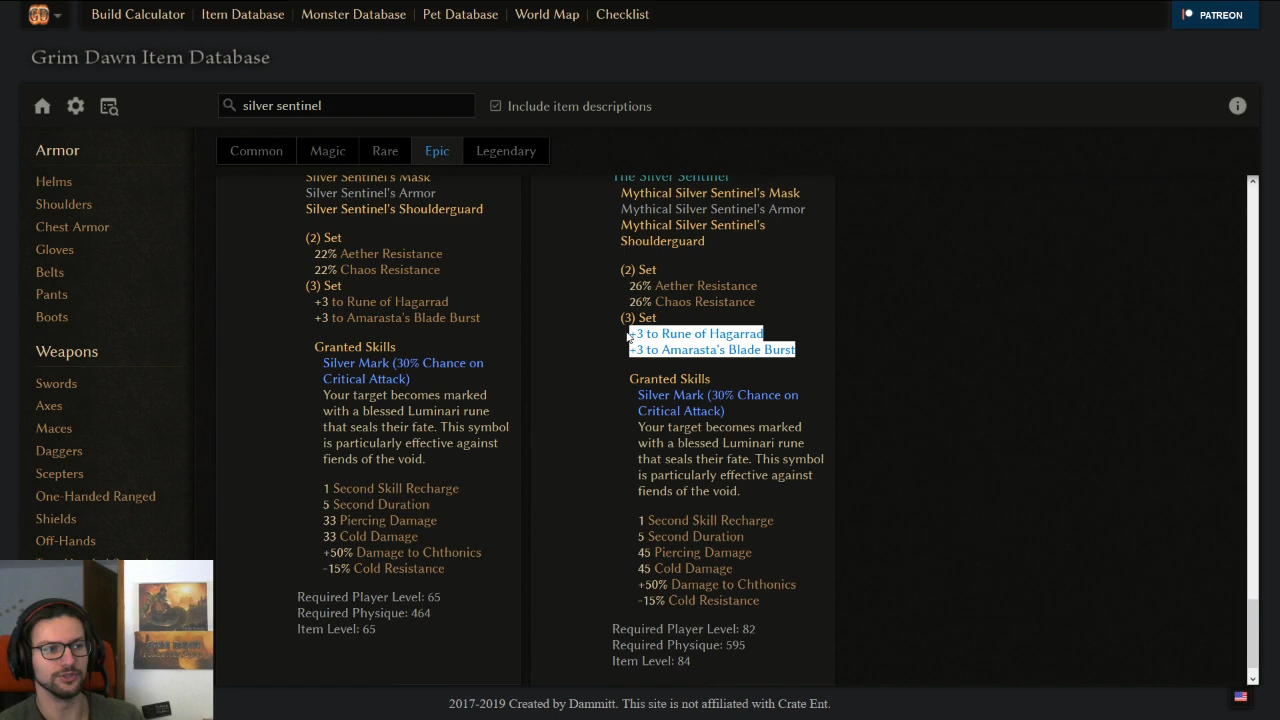 Build Calculator
Item Database
Monster Database
Pet Database
World Map
Checklist
PATREON
Grim Dawn Item Database
silver sentinel
Include item descriptions
Armor
Helms
Shoulders
Chest Armor
Gloves
Belts
Pants
Boots
Weapons
Swords
Axes
Maces
Daggers
Scepters
One-Handed Ranged
Shields
Off-Hands
Common
Magic
Rare
Epic
Legendary
Silver Sentinel's Mask
Silver Sentinel's Armor
Silver Sentinel's Shoulderguard
(2) Set
22% Aether Resistance
22% Chaos Resistance
(3) Set
+3 to Rune of Hagarrad
+3 to Amarasta's Blade Burst
Granted Skills
Silver Mark (30% Chance on
Critical Attack)
Your target becomes marked
with a blessed Luminari rune
that seals their fate. This symbol
is particularly effective against
fiends of the void.
1 Second Skill Recharge
5 Second Duration
33 Piercing Damage
33 Cold Damage
+50% Damage to Chthonics
-15% Cold Resistance
Required Player Level: 65
Required Physique: 464
Item Level: 65
The Silver Sentinel
Mythical Silver Sentinel's Mask
Mythical Silver Sentinel's Armor
Mythical Silver Sentinel's
Shoulderguard
(2) Set
26% Aether Resistance
26% Chaos Resistance
(3) Set
+3 to Rune of Hagarrad
+3 to Amarasta's Blade Burst
Granted Skills
Silver Mark (30% Chance on
Critical Attack)
Your target becomes marked
with a blessed Luminari rune
that seals their fate. This symbol
is particularly effective against
fiends of the void.
1 Second Skill Recharge
5 Second Duration
45 Piercing Damage
45 Cold Damage
+50% Damage to Chthonics
-15% Cold Resistance
Required Player Level: 82
Required Physique: 595
Item Level: 84
2017-2019 Created by Dammitt. This site is not affiliated with Crate Ent.